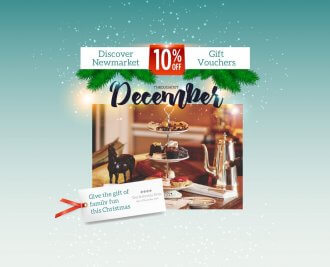 Discover
Newmarket
10%
OFF
Gift
Vouchers
THROUGHOUT
December
Give the gift of
family fun
this Christmas